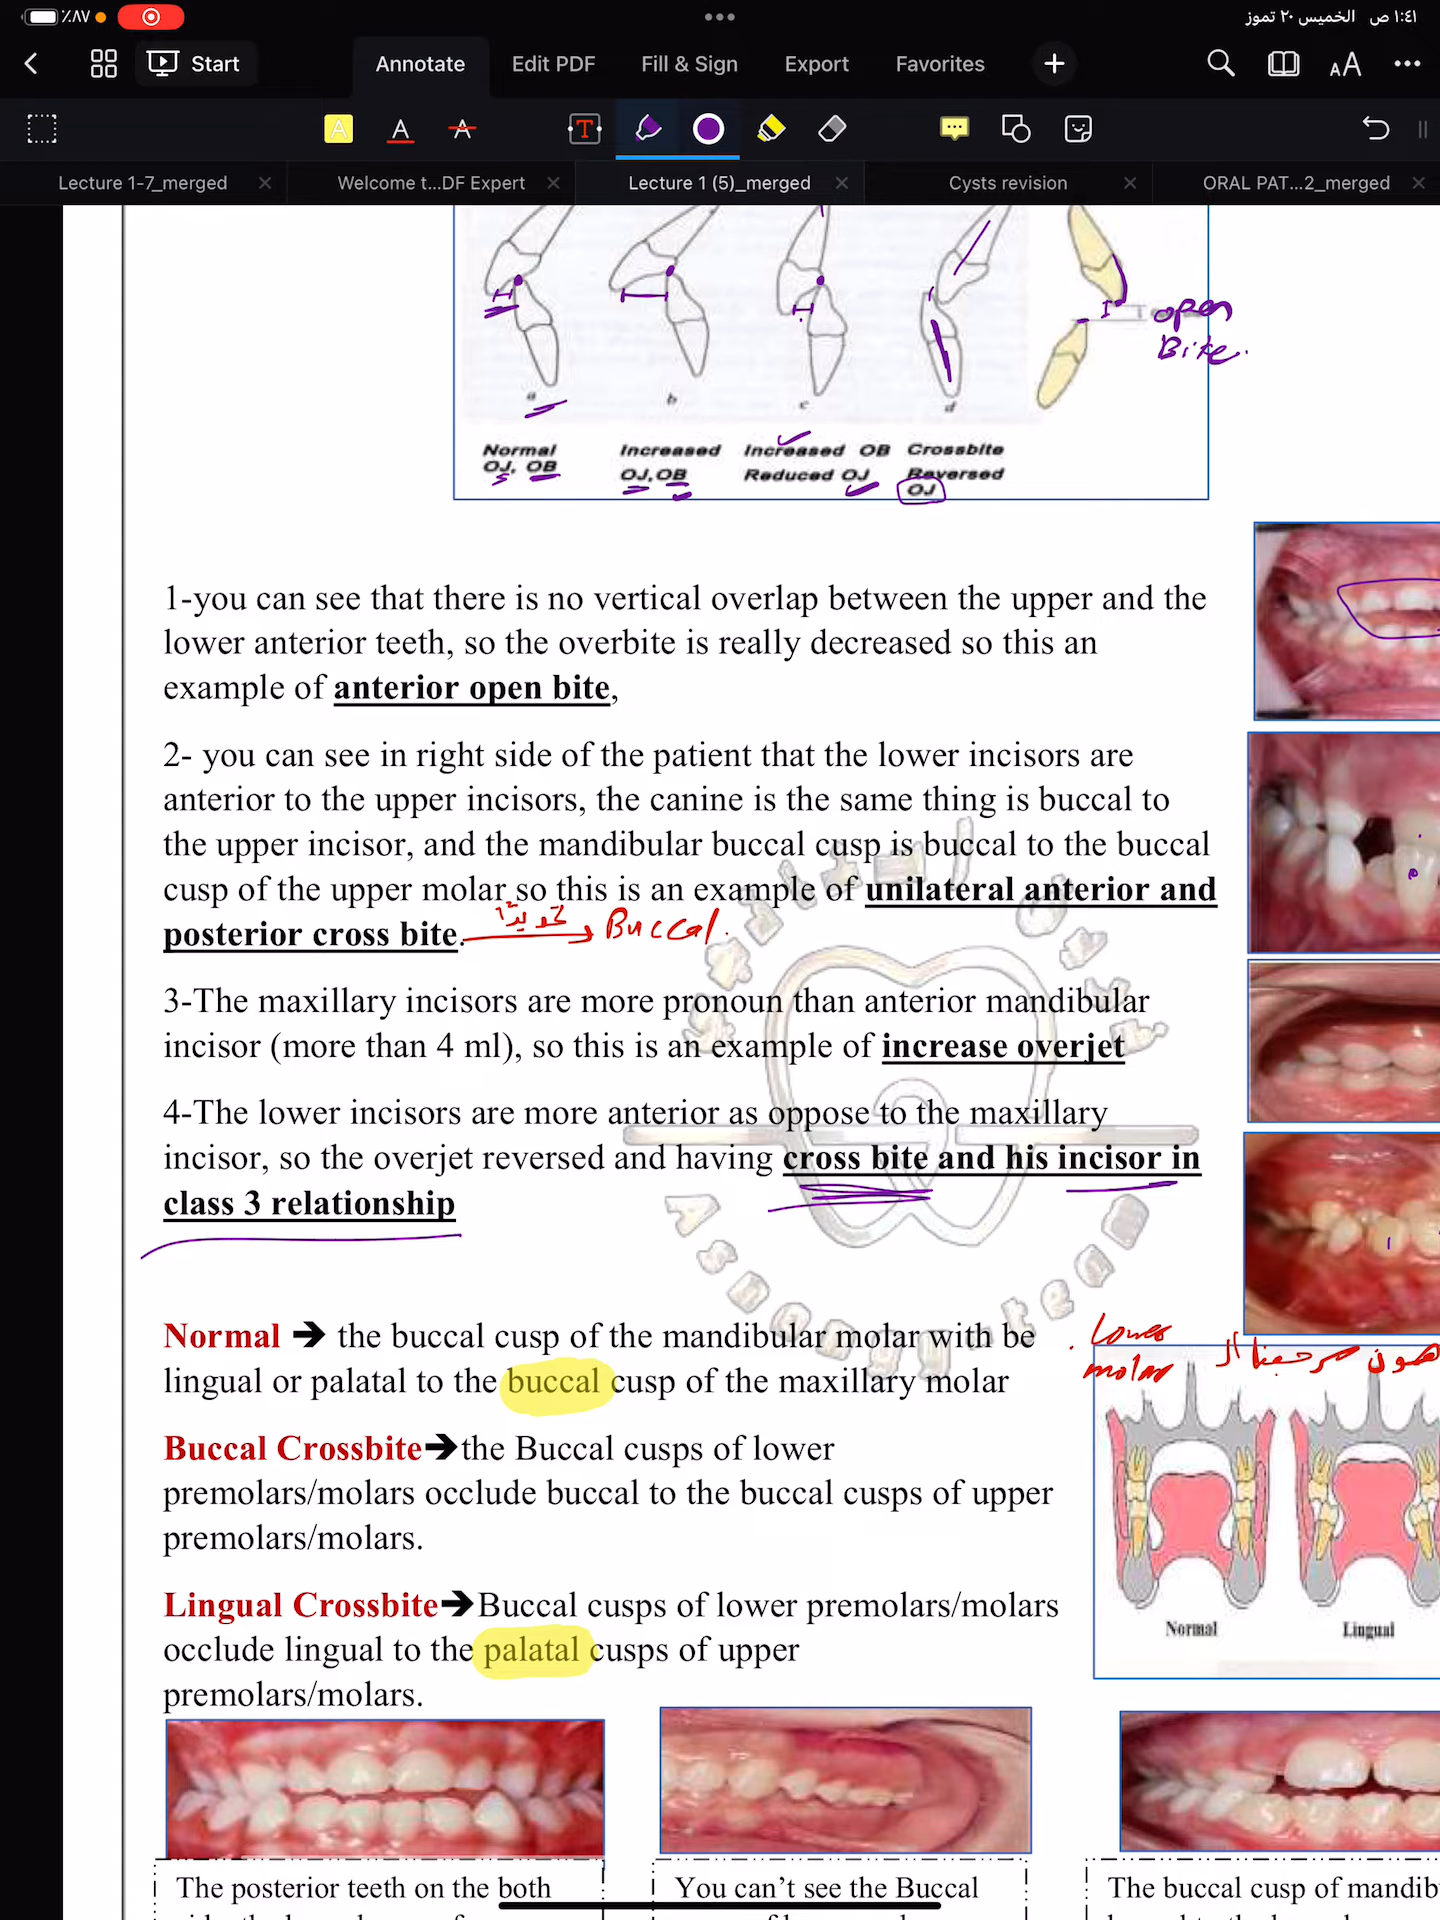 ٪٨٧
١:٤١ ص الخميس ٢٠ تموز
Start
Annotate
Edit PDF
Fill & Sign
Export
Favorites
AA
A
A
A
T
Lecture 1-7_merged
Welcome t...DF Expert
Lecture 1 (5)_merged
Cysts revision
ORAL PAT...2_merged
open
Bite.
a
b
c
d
Normal
OJ, OB
Increased
OJ,OB
Increased OB
Reduced OJ
Crossbite
Reversed
OJ
1-you can see that there is no vertical overlap between the upper and the
lower anterior teeth, so the overbite is really decreased so this an
example of anterior open bite,
2- you can see in right side of the patient that the lower incisors are
anterior to the upper incisors, the canine is the same thing is buccal to
the upper incisor, and the mandibular buccal cusp is buccal to the buccal
cusp of the upper molar so this is an example of unilateral anterior and
posterior cross bite.
Buccal.
3-The maxillary incisors are more pronoun than anterior mandibular
incisor (more than 4 ml), so this is an example of increase overjet
4-The lower incisors are more anterior as oppose to the maxillary
incisor, so the overjet reversed and having cross bite and his incisor in
class 3 relationship
Asnany
Normal ➔ the buccal cusp of the mandibular molar with be
lingual or palatal to the buccal cusp of the maxillary molar
Lower
molar
هون مرجعنا ال
Buccal Crossbite➔the Buccal cusps of lower
premolars/molars occlude buccal to the buccal cusps of upper
premolars/molars.
Lingual Crossbite➔Buccal cusps of lower premolars/molars
occlude lingual to the palatal cusps of upper
premolars/molars.
Normal
Lingual
The posterior teeth on the both
You can’t see the Buccal
The buccal cusp of mandib